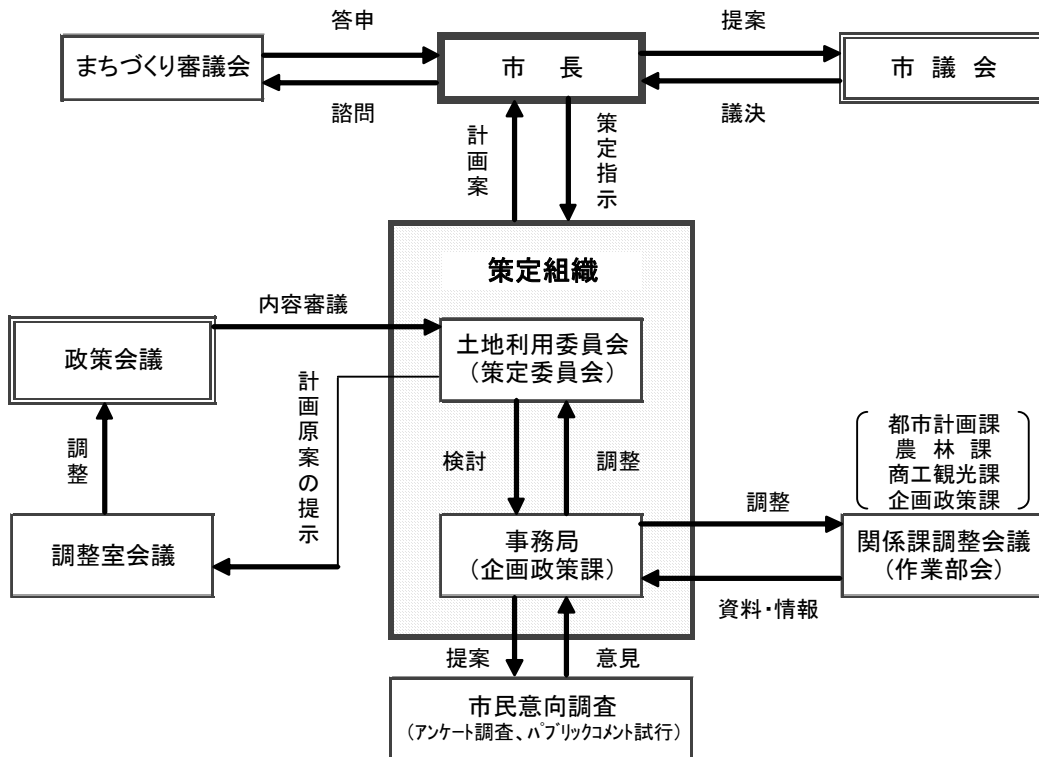 答申
提案
まちづくり審議会
市　長
市 議 会
諮問
議決
計画案
策定指示
策定組織
内容審議
政策会議
土地利用委員会
（策定委員会）
計画原案の提示
調整
検討
調整
都市計画課
農 林 課
商工観光課
企画政策課
調整
調整室会議
事務局
（企画政策課）
関係課調整会議
（作業部会）
資料・情報
提案
意見
市民意向調査
（ｱﾝｹｰﾄ調査、ﾊﾟﾌﾞﾘｯｸｺﾒﾝﾄ試行）